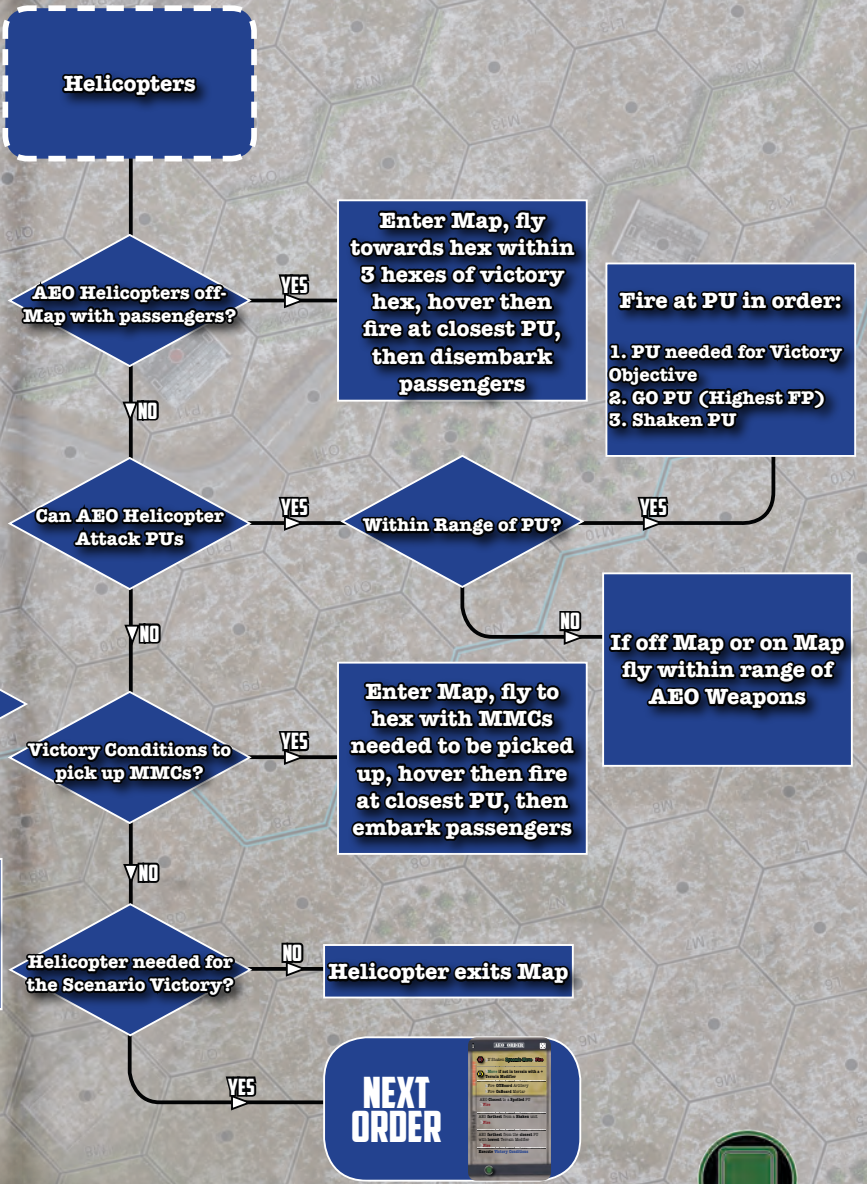 Helicopters
AEO Helicopters off-
Map with passengers?
YES
Enter Map, fly
towards hex within
3 hexes of victory
hex, hover then
fire at closest PU,
then disembark
passengers
NO
Can AEO Helicopter
Attack PUs
YES
Within Range of PU?
YES
Fire at PU in order:
1. PU needed for Victory
Objective
2. GO PU (Highest FP)
3. Shaken PU
NO
If off Map or on Map
fly within range of
AEO Weapons
NO
Victory Conditions to
pick up MMCs?
YES
Enter Map, fly to
hex with MMCs
needed to be picked
up, hover then fire
at closest PU, then
embark passengers
NO
Helicopter needed for
the Scenario Victory?
NO
Helicopter exits Map
YES
NEXT
ORDER
AEO ORDER